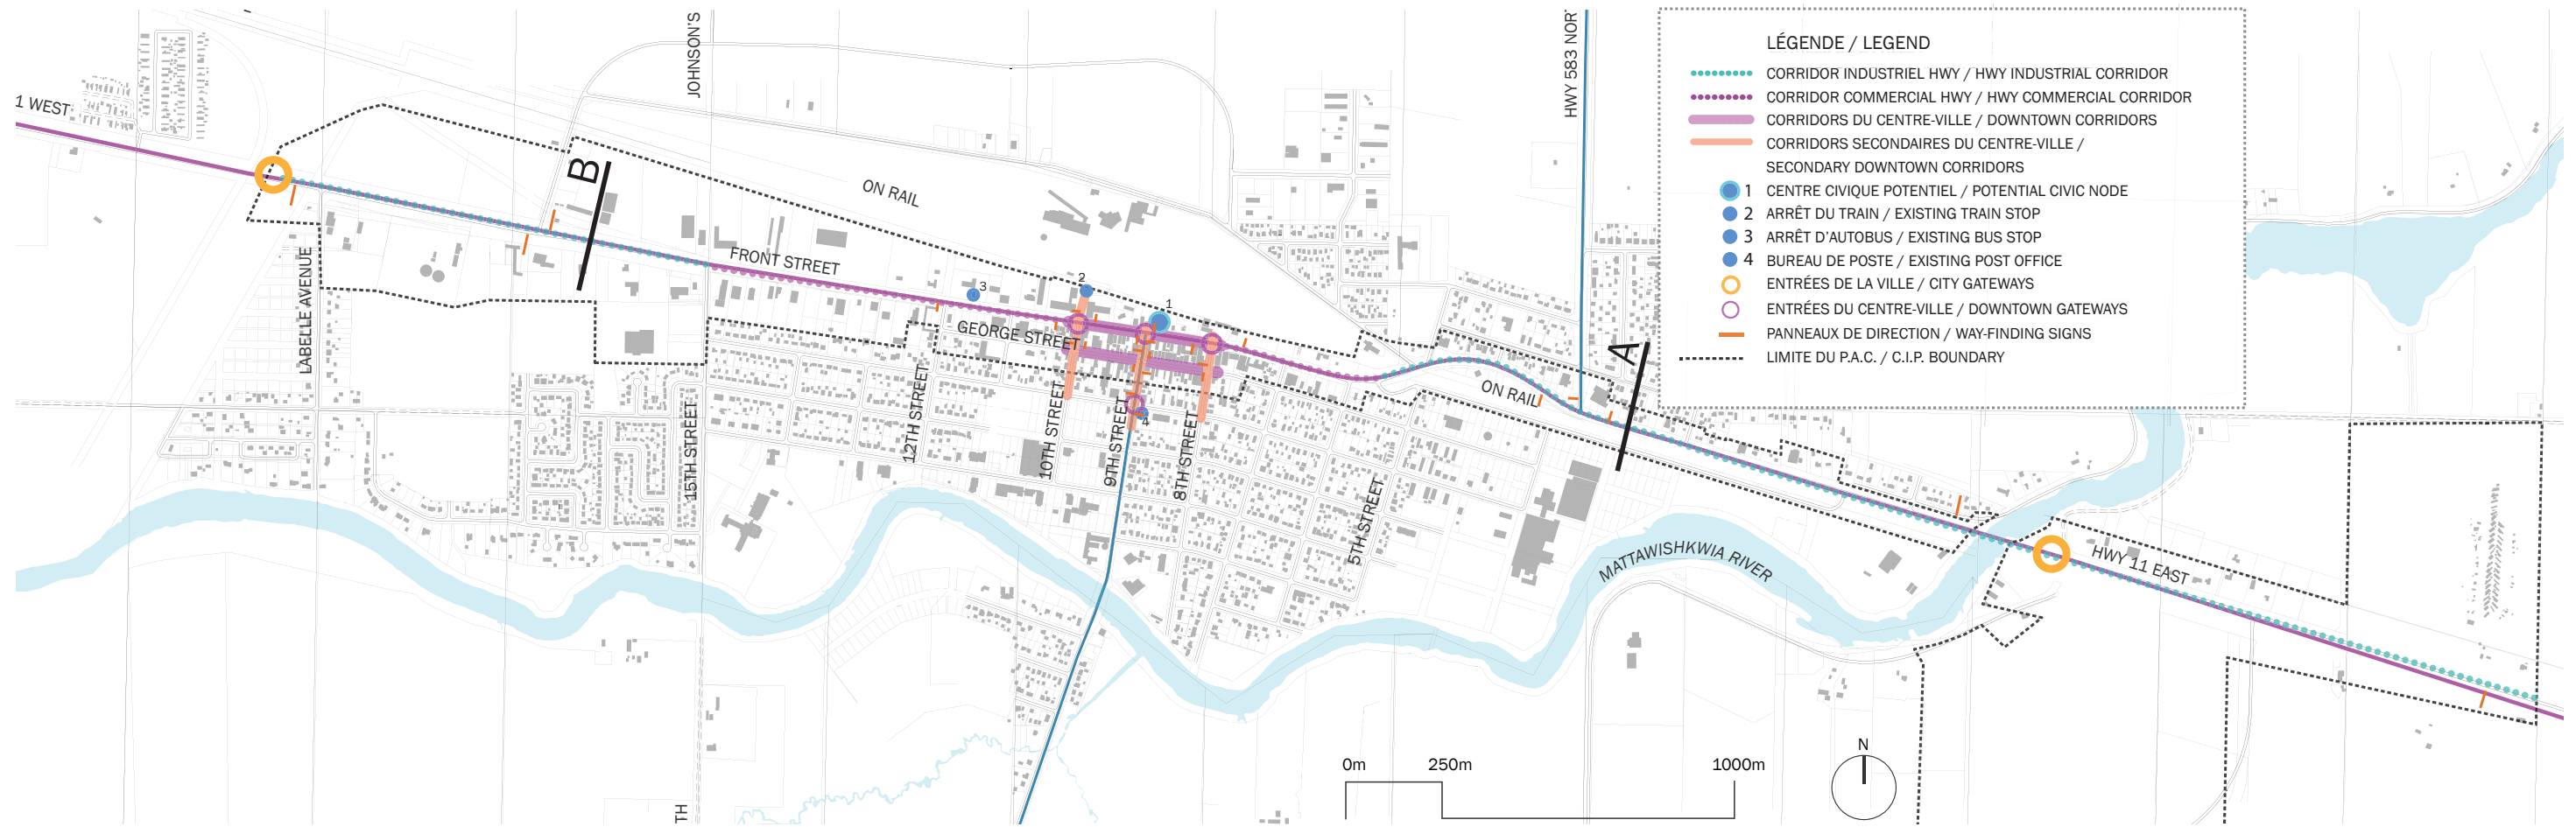 LÉGENDE / LEGEND
CORRIDOR INDUSTRIEL HWY / HWY INDUSTRIAL CORRIDOR
CORRIDOR COMMERCIAL HWY / HWY COMMERCIAL CORRIDOR
CORRIDORS DU CENTRE-VILLE / DOWNTOWN CORRIDORS
CORRIDORS SECONDAIRES DU CENTRE-VILLE /
SECONDARY DOWNTOWN CORRIDORS
1 CENTRE CIVIQUE POTENTIEL / POTENTIAL CIVIC NODE
2 ARRÊT DU TRAIN / EXISTING TRAIN STOP
3 ARRÊT D'AUTOBUS / EXISTING BUS STOP
4 BUREAU DE POSTE / EXISTING POST OFFICE
ENTRÉES DE LA VILLE / CITY GATEWAYS
ENTRÉES DU CENTRE-VILLE / DOWNTOWN GATEWAYS
PANNEAUX DE DIRECTION / WAY-FINDING SIGNS
LIMITE DU P.A.C. / C.I.P. BOUNDARY
1 WEST
JOHNSON'S
HWY 583 NOR
B
ON RAIL
FRONT STREET
LABELLE AVENUE
2
3
1
GEORGE STREET
A
ON RAIL
4
15TH STREET
12TH STREET
10TH STREET
9TH STREET
8TH STREET
5TH STREET
MATTAWISHKWIA RIVER
HWY 11 EAST
TH
0m 250m 1000m
N